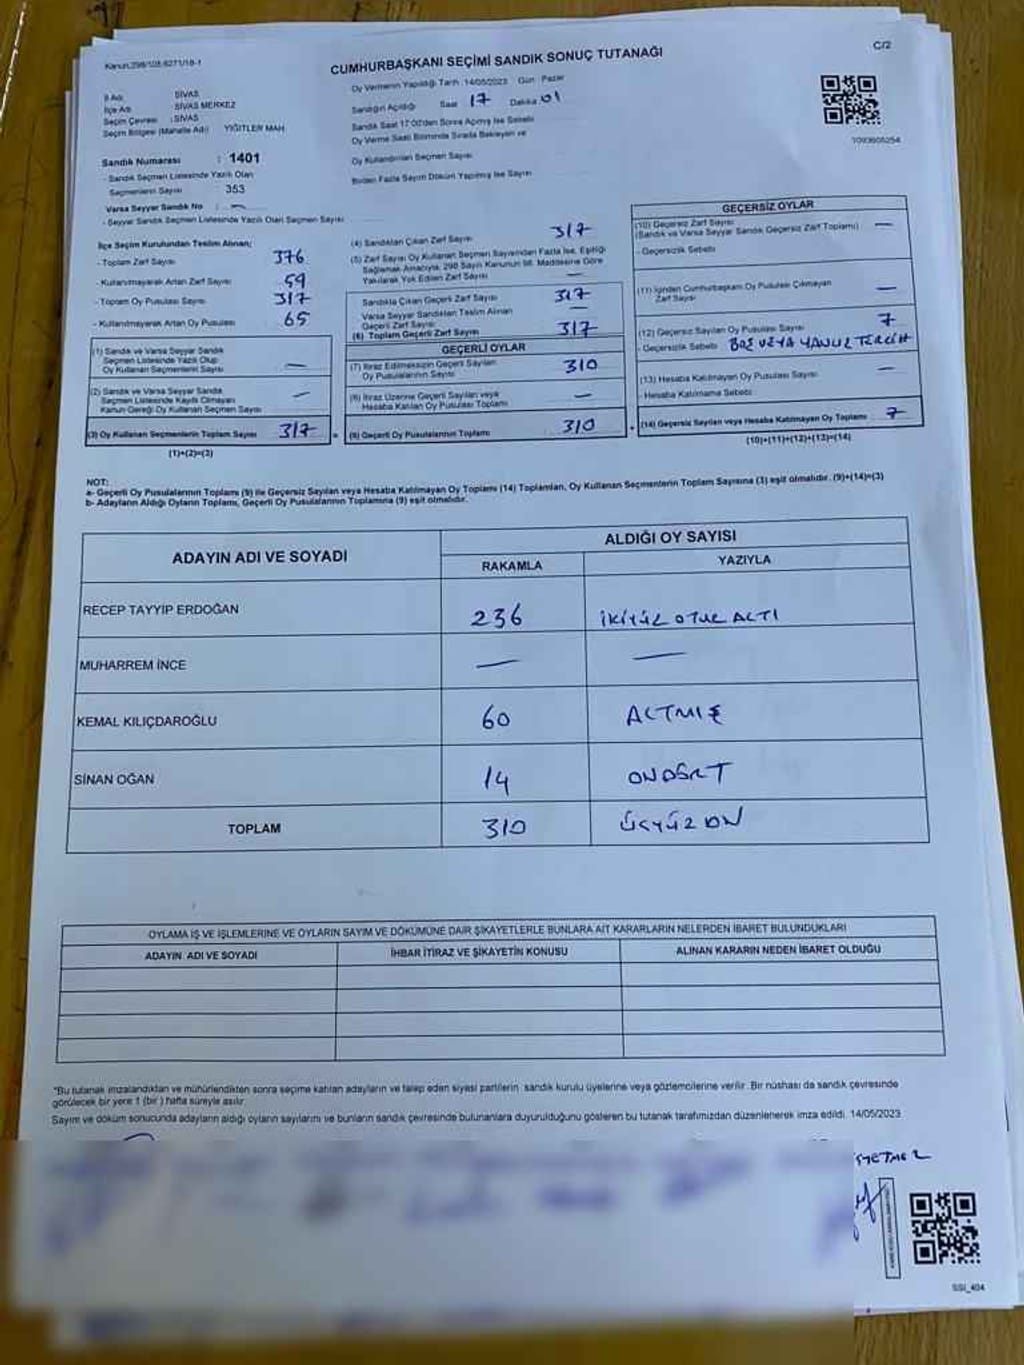 Kanun:298/105,6271/18-1
CUMHURBAŞKANI SEÇİMİ SANDIK SONUÇ TUTANAĞI
C/2
İl Adı : SİVAS
İlçe Adı : SİVAS MERKEZ
Seçim Çevresi : SİVAS
Seçim Bölgesi (Mahalle Adı) YİĞİTLER MAH
Sandık Numarası : 1401
- Sandık Seçmen Listesinde Yazılı Olan
Seçmenlerin Sayısı 353
Varsa Seyyar Sandık No : —
- Seyyar Sandık Seçmen Listesinde Yazılı Olan Seçmen Sayısı
Oy Vermenin Yapıldığı Tarih :14/05/2023 Gün : Pazar
Sandığın Açıldığı Saat 17 Dakika 01
Sandık Saat 17:00'den Sonra Açılmış İse Sebebi
Oy Verme Saati Bitiminde Sırada Bekleyen ve
Oy Kullandırılan Seçmen Sayısı
Birden Fazla Sayım Döküm Yapılmış İse Sayısı
İlçe Seçim Kurulundan Teslim Alınan;
- Toplam Zarf Sayısı 376
- Kullanılmayarak Artan Zarf Sayısı 59
- Toplam Oy Pusulası Sayısı 317
- Kullanılmayarak Artan Oy Pusulası 65
(1) Sandık ve Varsa Seyyar Sandık
Seçmen Listesinde Yazılı Olup
Oy Kullanan Seçmen Sayısı —
(2) Sandık ve Varsa Seyyar Sandık
Seçmen Listesinde Kayıtlı Olmayan
Kanun Gereği Oy Kullanan Seçmen Sayısı —
(3) Oy Kullanan Seçmenlerin Toplam Sayısı 317
(1)+(2)=(3)
(4) Sandıktan Çıkan Zarf Sayısı 317
(5) Zarf Sayısı Oy Kullanan Seçmen Sayısından Fazla İse, Eşitliği
Sağlamak Amacıyla, 298 Sayılı Kanunun 98. Maddesine Göre
Yakılarak Yok Edilen Zarf Sayısı —
Sandıkta Çıkan Geçerli Zarf Sayısı 317
Varsa Seyyar Sandıktan Teslim Alınan
Geçerli Zarf Sayısı —
(6) Toplam Geçerli Zarf Sayısı 317
GEÇERLİ OYLAR
(7) İtiraz Edilmeksizin Geçerli Sayılan
Oy Pusulalarının Sayısı 310
(8) İtiraz Üzerine Geçerli Sayılan veya
Hesaba Katılan Oy Pusulası Toplamı —
(9) Geçerli Oy Pusulalarının Toplamı 310
GEÇERSİZ OYLAR
(10) Geçersiz Zarf Sayısı
(Sandık ve Varsa Seyyar Sandık Geçersiz Zarf Toplamı) —
- Geçersizlik Sebebi
(11) İçinden Cumhurbaşkanı Oy Pusulası Çıkmayan
Zarf Sayısı —
(12) Geçersiz Sayılan Oy Pusulası Sayısı 7
- Geçersizlik Sebebi BOŞ VEYA YANLIŞ TERCİH
(13) Hesaba Katılmayan Oy Pusulası Sayısı —
- Hesaba Katılmama Sebebi
(14) Geçersiz Sayılan veya Hesaba Katılmayan Oy Toplamı 7
(10)+(11)+(12)+(13)=(14)
NOT:
a- Geçerli Oy Pusulalarının Toplamı (9) ile Geçersiz Sayılan veya Hesaba Katılmayan Oy Toplamı (14) Toplamları, Oy Kullanan Seçmenlerin Toplam Sayısına (3) eşit olmalıdır. (9)+(14)=(3)
b- Adayların Aldığı Oyların Toplamı, Geçerli Oy Pusulalarının Toplamına (9) eşit olmalıdır.
ADAYIN ADI VE SOYADI
ALDIĞI OY SAYISI
RAKAMLA YAZIYLA
RECEP TAYYİP ERDOĞAN 236 İKİYÜZ OTUZ ALTI
MUHARREM İNCE — —
KEMAL KILIÇDAROĞLU 60 ALTMIŞ
SİNAN OĞAN 14 ONDÖRT
TOPLAM 310 ÜÇYÜZ ON
OYLAMA İŞ VE İŞLEMLERİNE VE OYLARIN SAYIM VE DÖKÜMÜNE DAİR ŞİKAYETLERLE BUNLARA AİT KARARLARIN NELERDEN İBARET BULUNDUKLARI
ADAYIN ADI VE SOYADI İHBAR İTİRAZ VE ŞİKAYETİN KONUSU ALINAN KARARIN NEDEN İBARET OLDUĞU
*Bu tutanak imzalandıktan ve mühürlendikten sonra seçime katılan adayların ve talep eden siyasi partilerin sandık kurulu üyelerine veya gözlemcilerine verilir. Bir nüshası da sandık çevresinde
görülecek bir yere 1 (bir) hafta süreyle asılır.
Sayım ve döküm sonucunda adayların aldığı oyların sayılarını ve bunların sandık çevresinde bulunanlara duyurulduğunu gösteren bu tutanak tarafımızdan düzenlenerek imza edildi. 14/05/2023
SSI_404